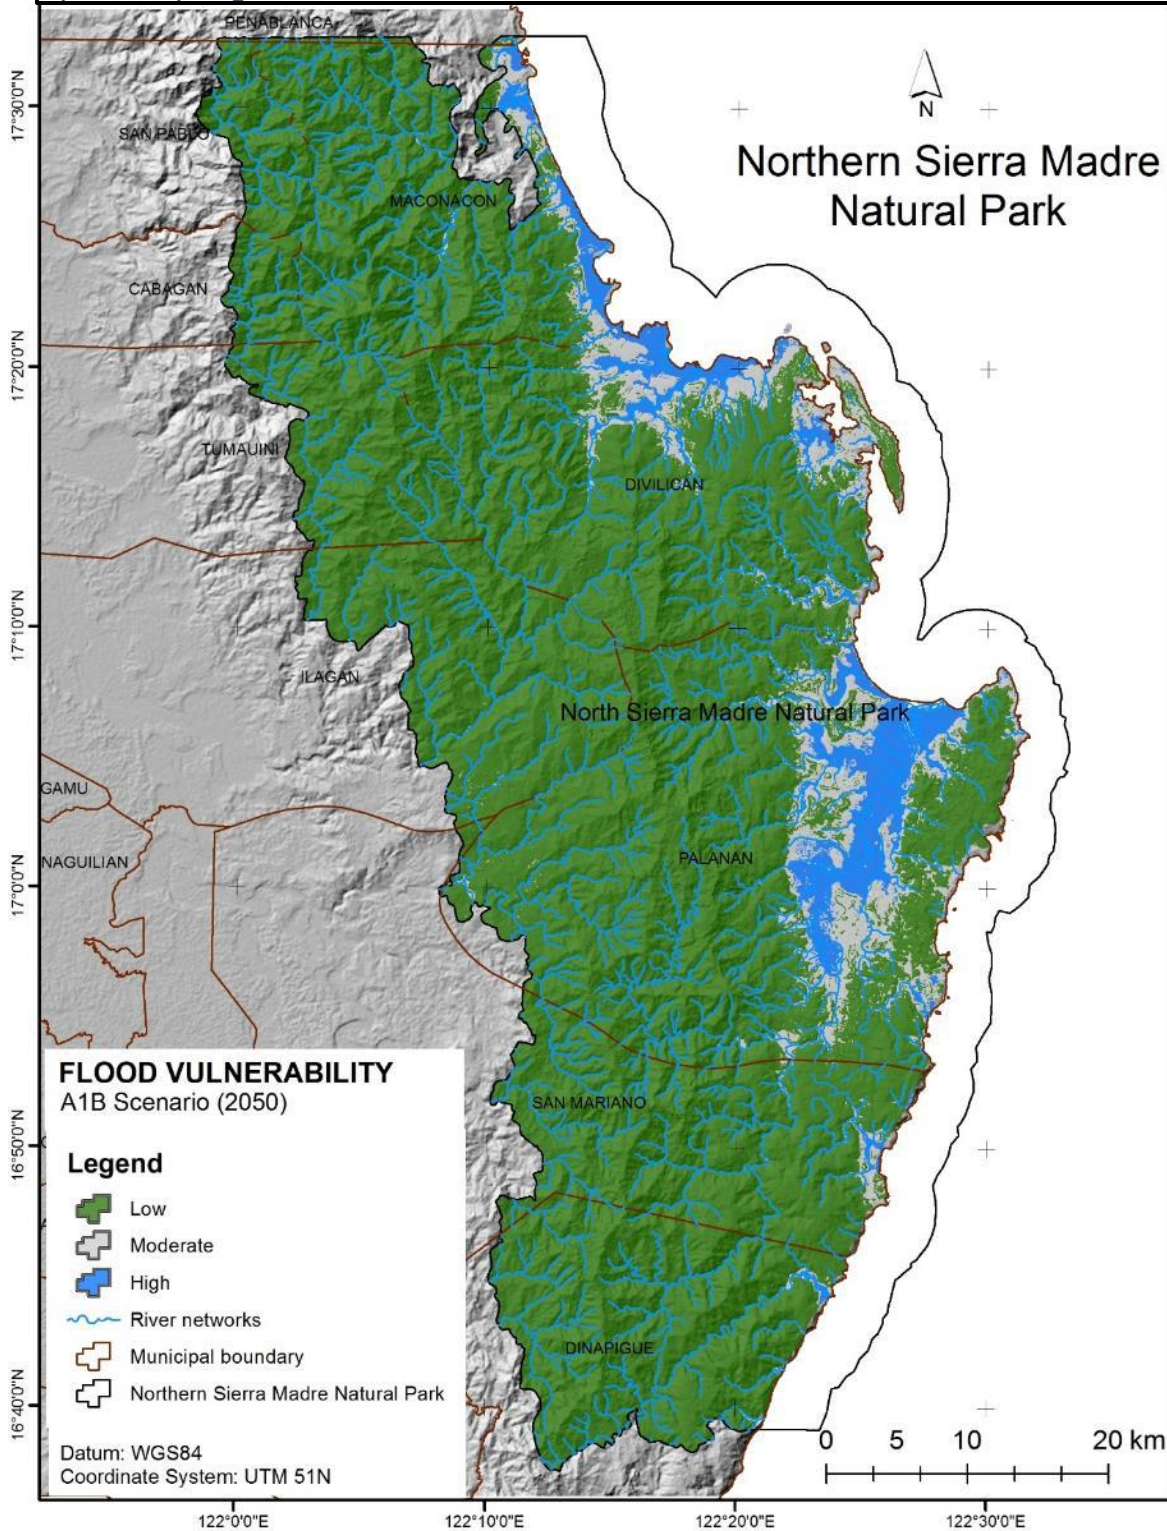 PEÑABLANCA
17°30'0"N
N
SAN PABLO
Northern Sierra Madre
Natural Park
MACONACON
CABAGAN
17°20'0"N
TUMAUINI
DIVILICAN
17°10'0"N
ILAGAN
North Sierra Madre Natural Park
GAMU
NAGUILIAN
PALANAN
17°0'0"N
FLOOD VULNERABILITY
A1B Scenario (2050)
SAN MARIANO
16°50'0"N
Legend
Low
Moderate
High
River networks
Municipal boundary
Northern Sierra Madre Natural Park
DINAPIGUE
16°40'0"N
Datum: WGS84
Coordinate System: UTM 51N
0 5 10 20 km
122°0'0"E 122°10'0"E 122°20'0"E 122°30'0"E